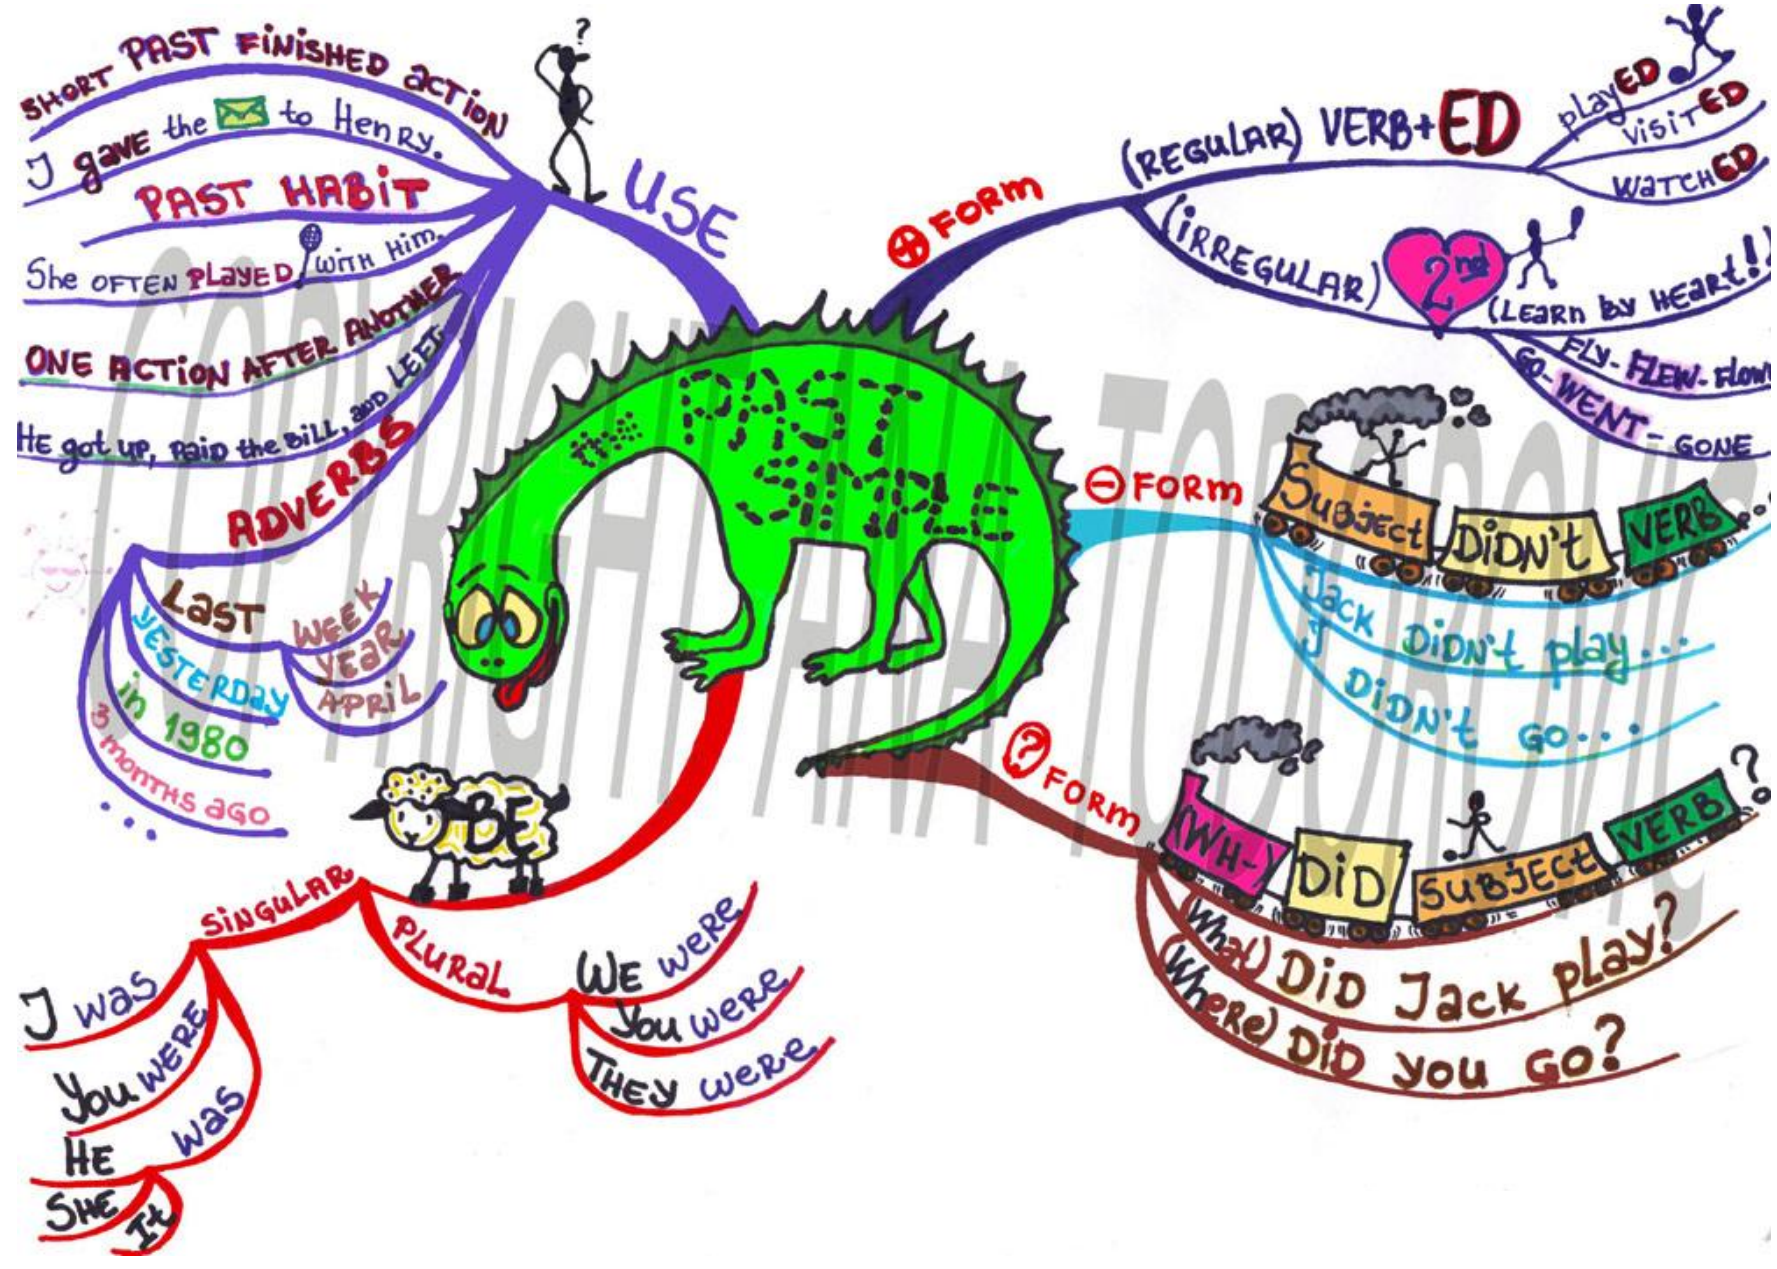 THE PAST
SIMPLE
USE
SHORT PAST FINISHED ACTION
I gave the to Henry.
PAST HABIT
She OFTEN PLAYED WITH Him.
ONE ACTION AFTER ANOTHER
HE got up, paid the BILL, and LEFT
ADVERBS
LAST
WEEK
YEAR
APRIL
YESTERDAY
in 1980
3 MONTHS AGO
...
+ FORM
(REGULAR) VERB+ED
playED
VISITED
WATCHED
(IRREGULAR) 2nd
(LEARN by HEART!!)
FLY-FLEW-FLOWN
GO-WENT-GONE
- FORM
SUBJECT DIDN'T VERB ...
Jack DIDN'T play...
I DIDN'T GO...
? FORM
(WH-) DID SUBJECT VERB ?
(What) DID Jack play?
(Where) DID you GO?
BE
SINGULAR
I was
You WERE
HE was
SHE
It
PLURAL
WE were
You were
THEY were
COPYRIGHT ANA TODOROVIC